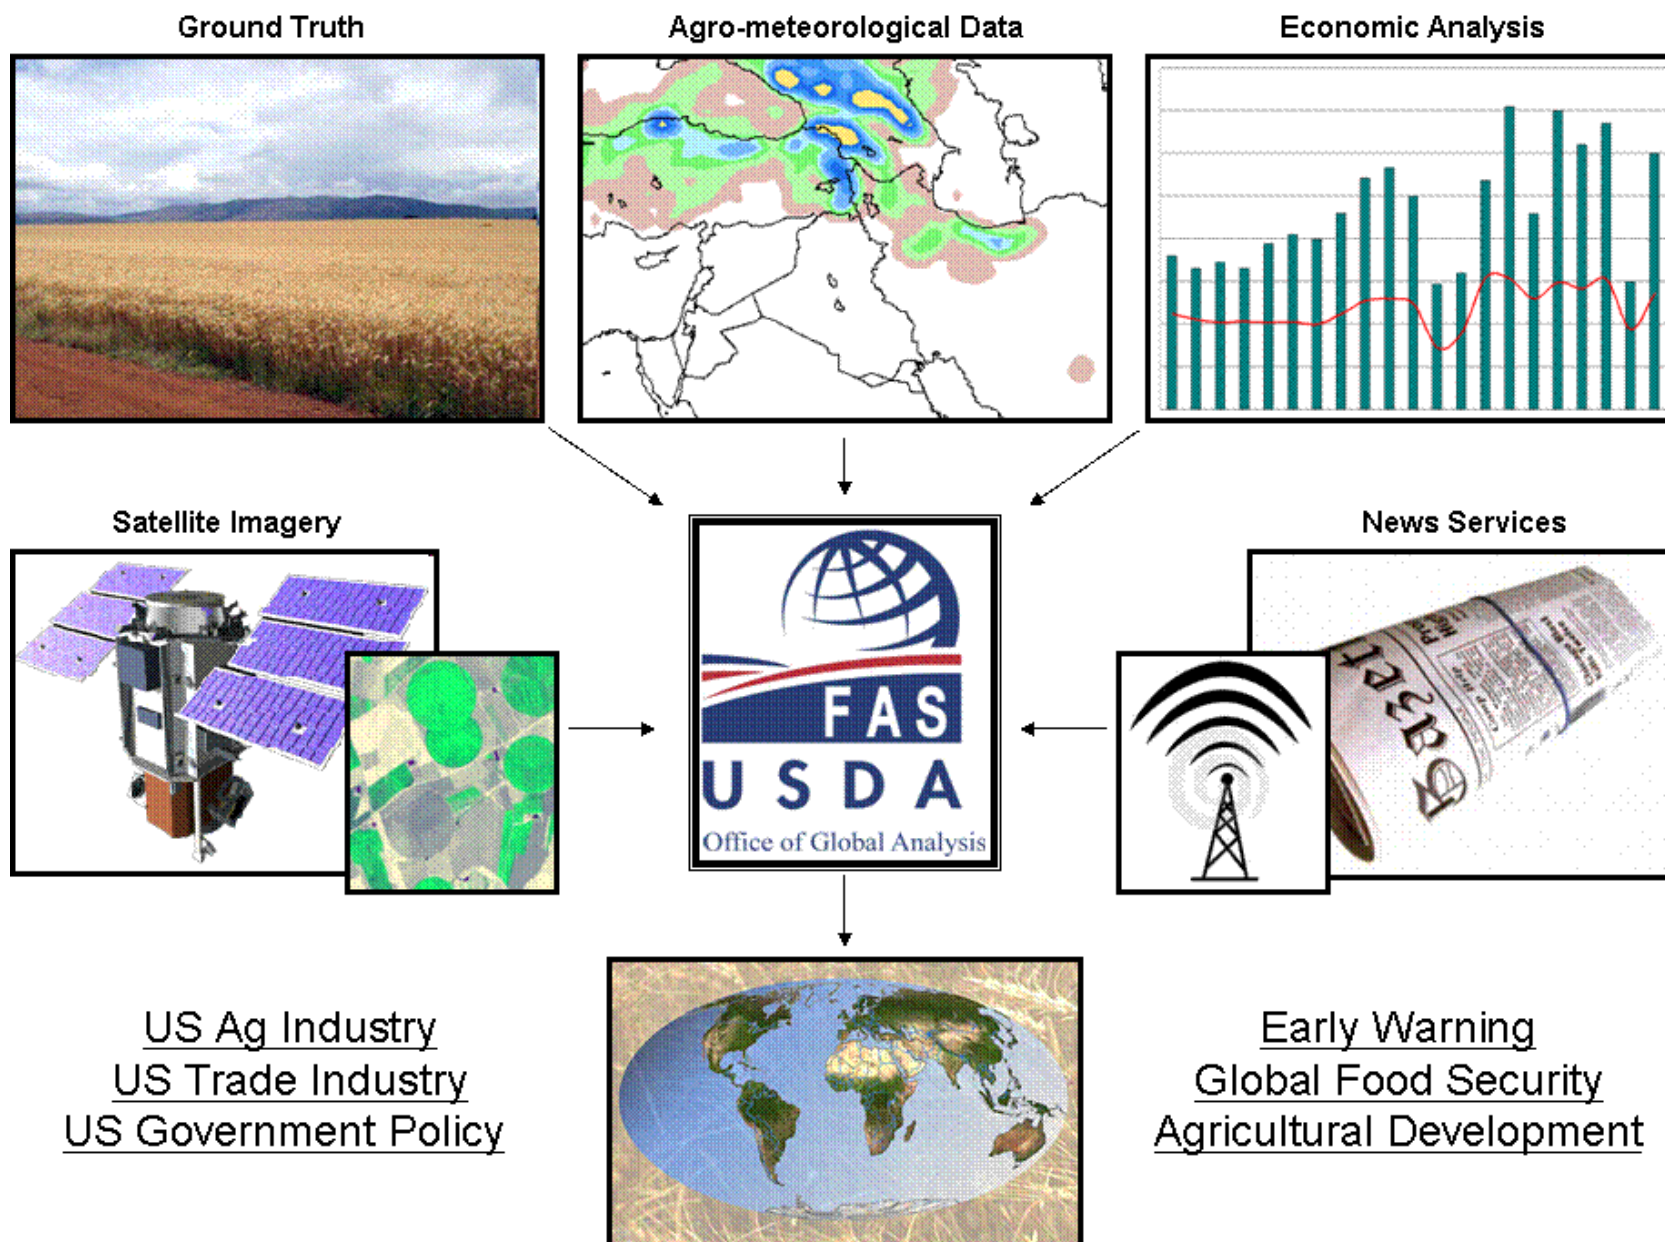 Ground Truth
Agro-meteorological Data
Economic Analysis
Satellite Imagery
News Services
FAS
USDA
Office of Global Analysis
US Ag Industry
US Trade Industry
US Government Policy
Early Warning
Global Food Security
Agricultural Development